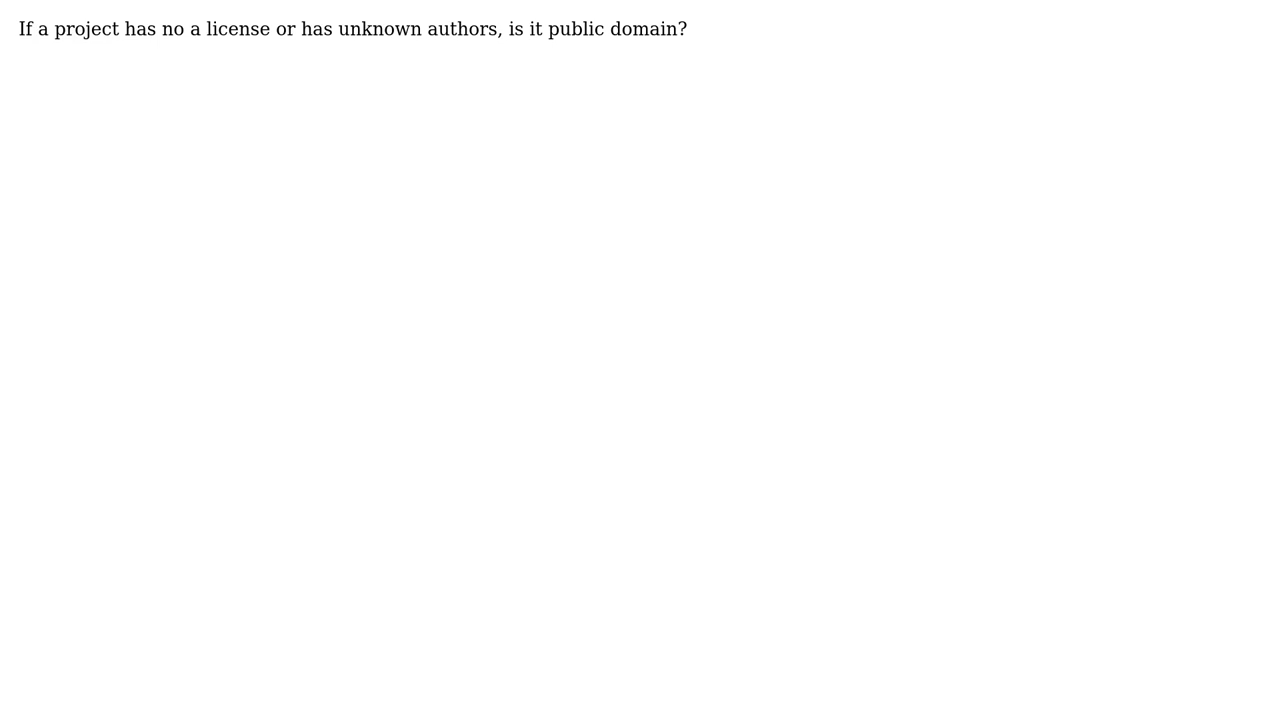 If a project has no a license or has unknown authors, is it public domain?